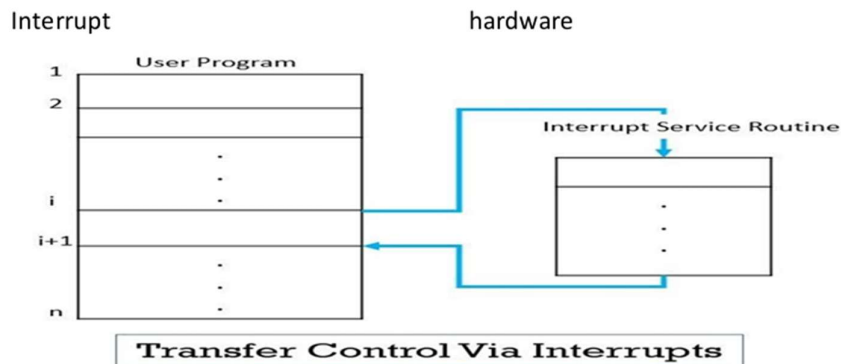 Interrupt
hardware
User Program
1
2
Interrupt Service Routine
i
i+1
n
Transfer Control Via Interrupts